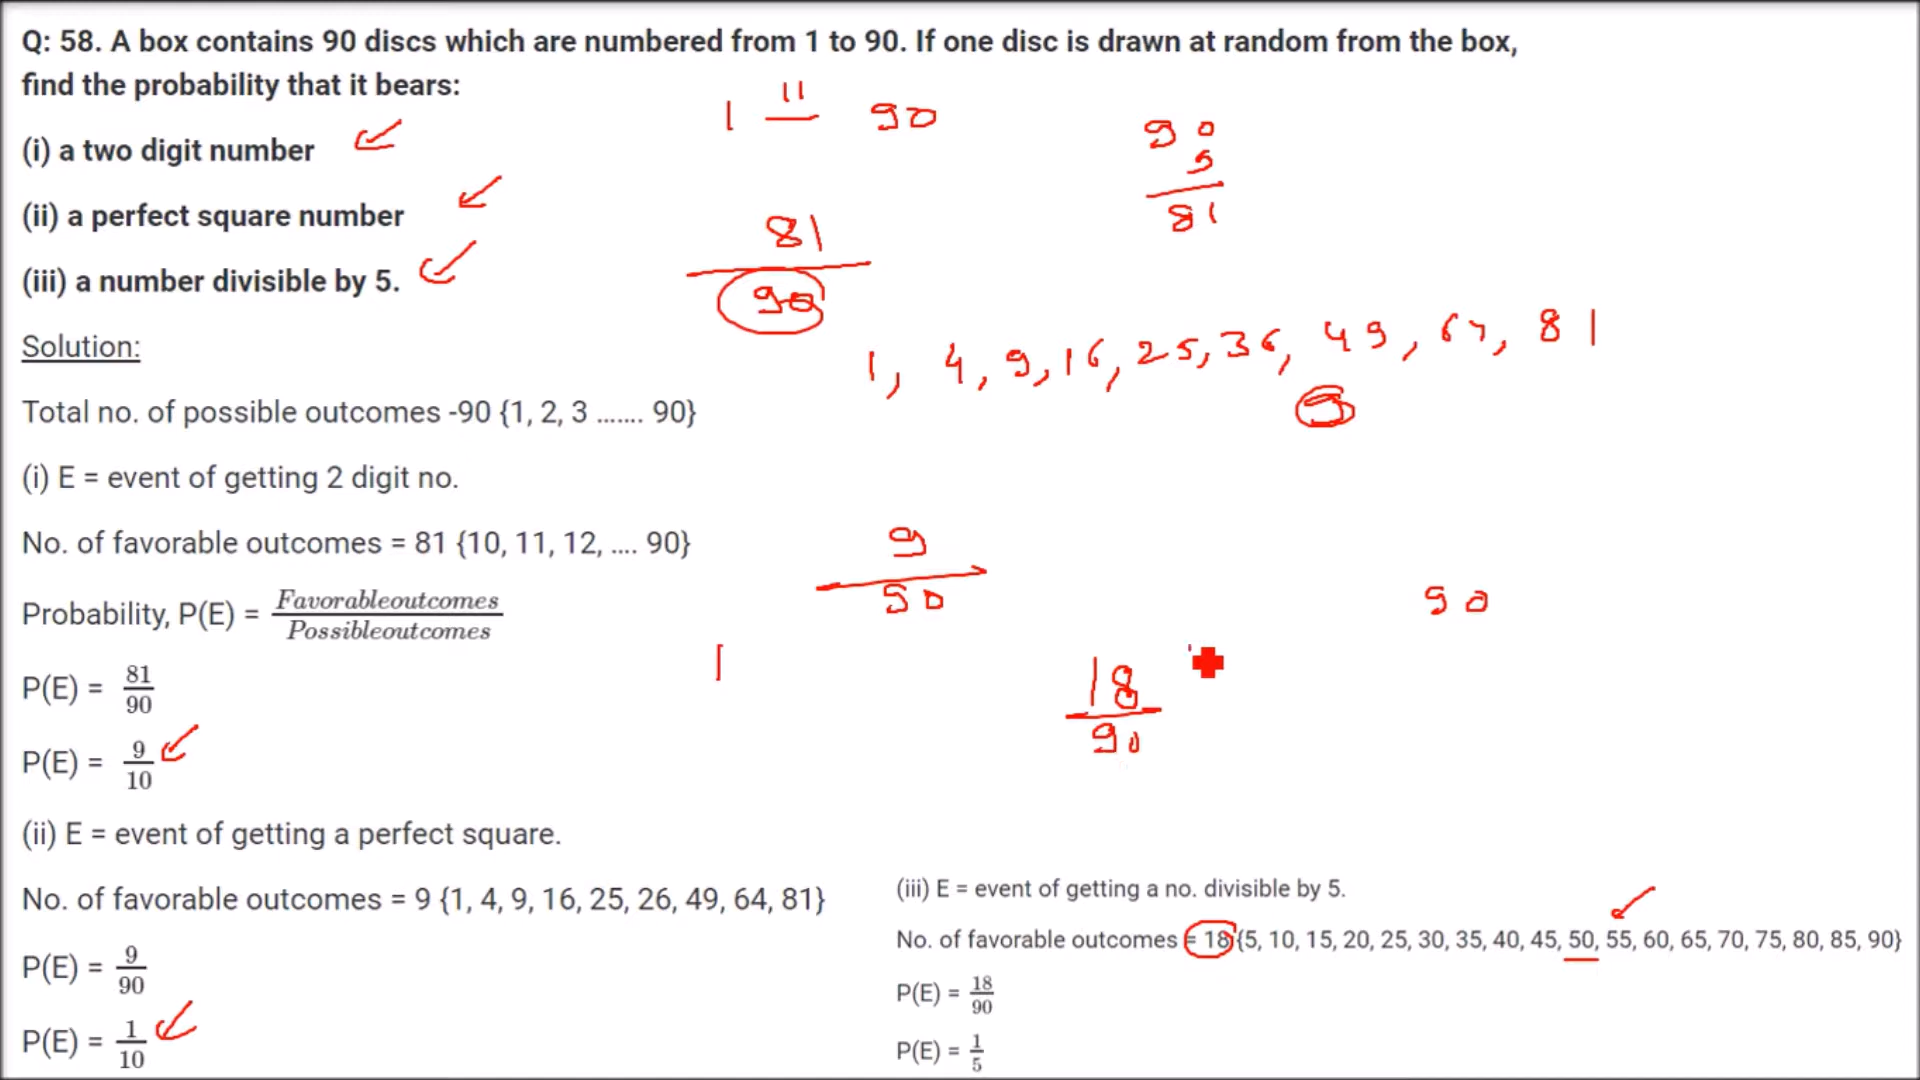 Q: 58. A box contains 90 discs which are numbered from 1 to 90. If one disc is drawn at random from the box,
find the probability that it bears:
1 11 90
90
9
81
(i) a two digit number
(ii) a perfect square number
81
90
(iii) a number divisible by 5.
1, 4, 9, 16, 25, 36, 49, 64, 81
9
Solution:
Total no. of possible outcomes -90 {1, 2, 3 ....... 90}
(i) E = event of getting 2 digit no.
No. of favorable outcomes = 81 {10, 11, 12, .... 90}
9
90
90
Probability, P(E) = Favorableoutcomes
Possibleoutcomes
1
18
90
P(E) = 81
90
P(E) = 9
10
(ii) E = event of getting a perfect square.
No. of favorable outcomes = 9 {1, 4, 9, 16, 25, 26, 49, 64, 81}
P(E) = 9
90
P(E) = 1
10
(iii) E = event of getting a no. divisible by 5.
No. of favorable outcomes = 18 {5, 10, 15, 20, 25, 30, 35, 40, 45, 50, 55, 60, 65, 70, 75, 80, 85, 90}
P(E) = 18
90
P(E) = 1
5